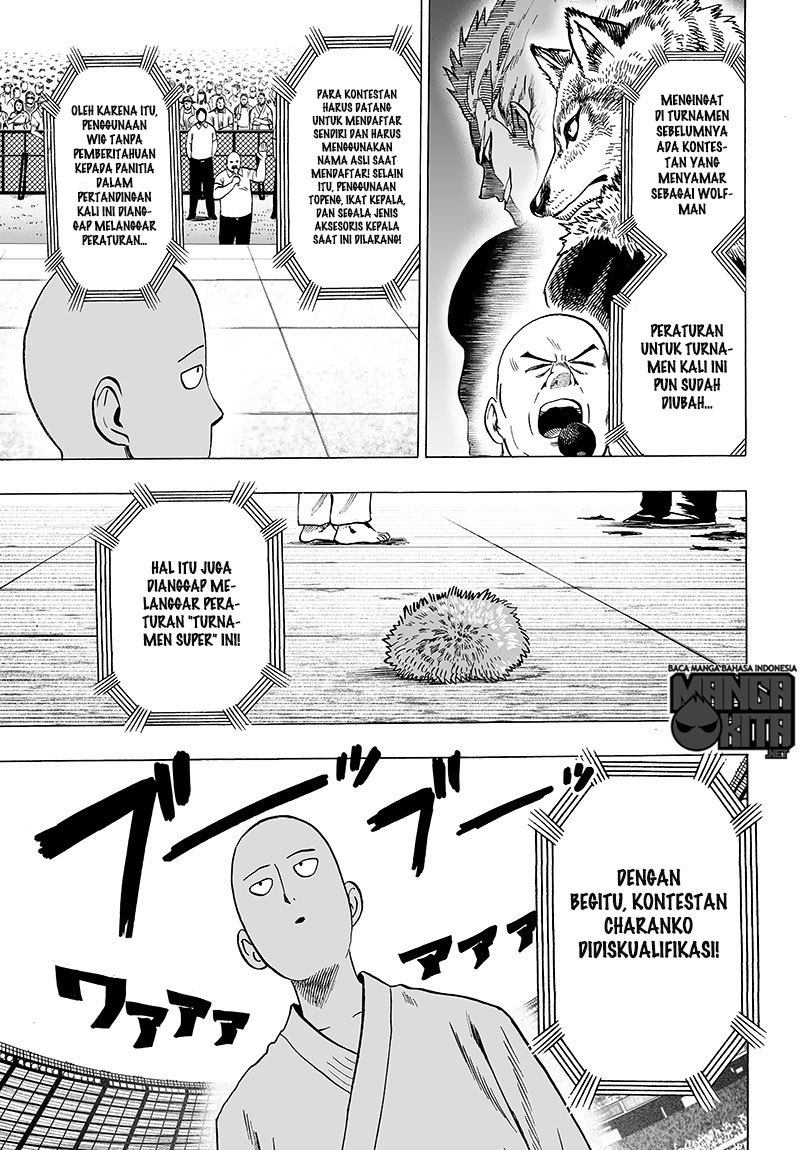 MENGINGAT
DI TURNAMEN
SEBELUMNYA
ADA KONTES-
TAN YANG
MENYAMAR
SEBAGAI WOLF-
MAN
PERATURAN
UNTUK TURNA-
MEN KALI INI
PUN SUDAH
DIUBAH...
PARA KONTESTAN
HARUS DATANG
UNTUK MENDAFTAR
SENDIRI DAN HARUS
MENGGUNAKAN
NAMA ASLI SAAT
MENDAFTAR! SELAIN
ITU, PENGGUNAAN
TOPENG, IKAT KEPALA,
DAN SEGALA JENIS
AKSESORIS KEPALA
SAAT INI DILARANG!
OLEH KARENA ITU,
PENGGUNAAN
WIG TANPA
PEMBERITAHUAN
KEPADA PANITIA
DALAM
PERTANDINGAN
KALI INI DIANG-
GAP MELANGGAR
PERATURAN...
HAL ITU JUGA
DIANGGAP ME-
LANGGAR PERA-
TURAN "TURNA-
MEN SUPER" INI!
BACA MANGA BAHASA INDONESIA
MANGA
KITA
.NET
DENGAN
BEGITU, KONTESTAN
CHARANKO
DIDISKUALIFIKASI!
ブーッ
ブーッ
ワァァァァ
アァァ...